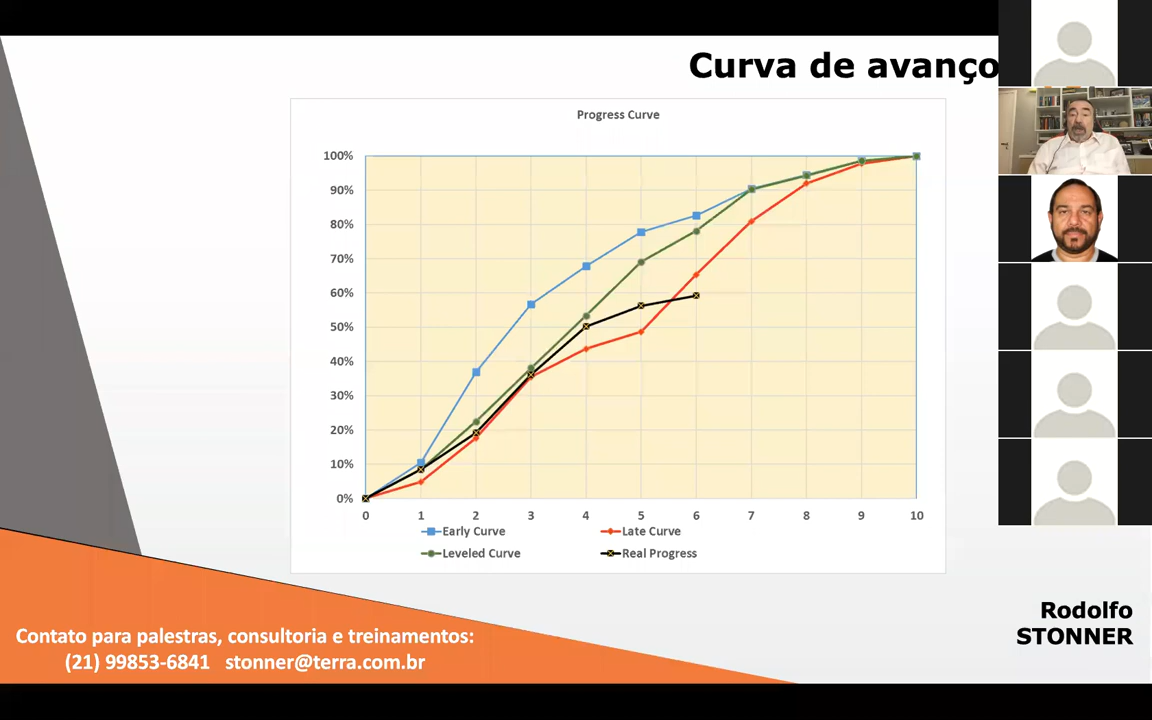 Curva de avanço
Progress Curve
100%
90%
80%
70%
60%
50%
40%
30%
20%
10%
0%
0 1 2 3 4 5 6 7 8 9 10
Early Curve Late Curve
Leveled Curve Real Progress
Rodolfo
STONNER
Contato para palestras, consultoria e treinamentos:
(21) 99853-6841 stonner@terra.com.br